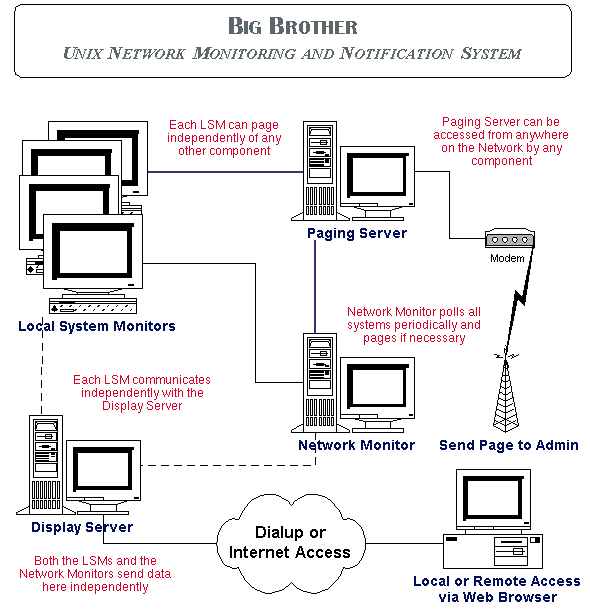 BIG BROTHER
UNIX NETWORK MONITORING AND NOTIFICATION SYSTEM
Each LSM can page
independently of any
other component
Paging Server can be
accessed from anywhere
on the Network by any
component
Paging Server
Modem
Local System Monitors
Network Monitor polls all
systems periodically and
pages if necessary
Each LSM communicates
independently with the
Display Server
Network Monitor
Send Page to Admin
Display Server
Dialup or
Internet Access
Both the LSMs and the
Network Monitors send data
here independently
Local or Remote Access
via Web Browser